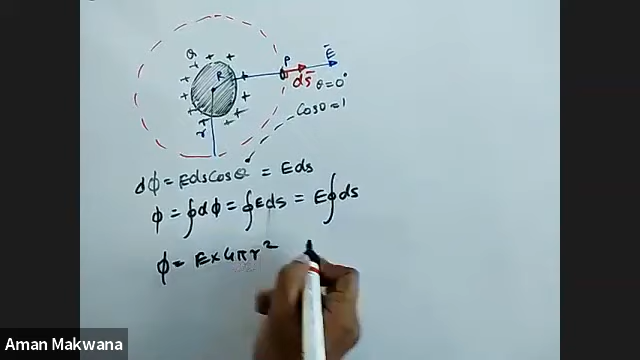 Q + +
R
P
E
ds
θ=0°
Cosθ=1
r
dϕ = Eds Cosθ = Eds
ϕ = ∮dϕ = ∮Eds = E∮ds
ϕ = E×4πr²
Aman Makwana